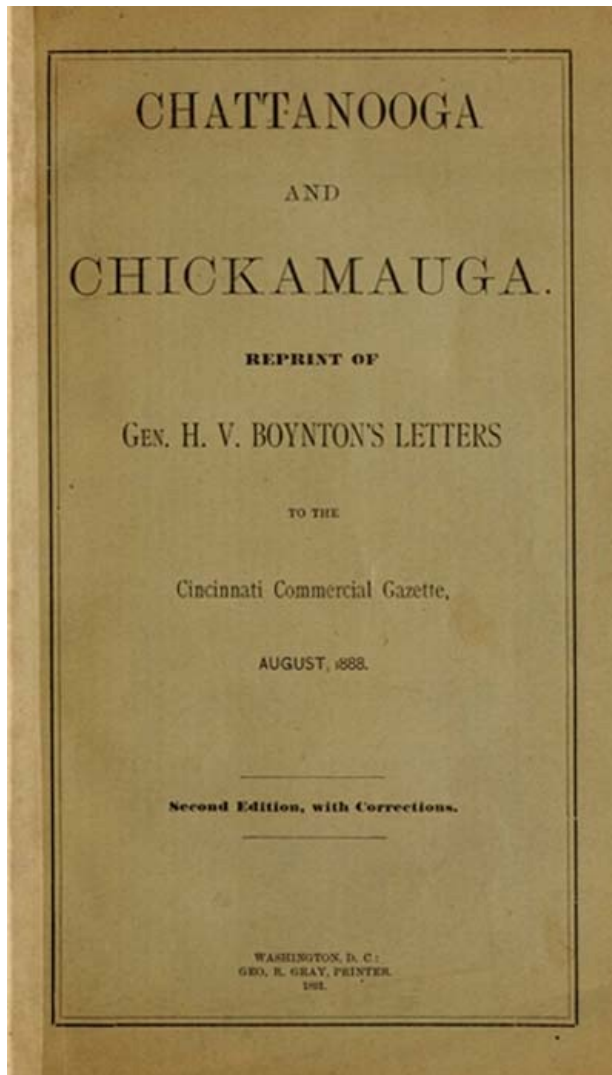 CHATTANOOGA
AND
CHICKAMAUGA.
REPRINT OF
GEN. H. V. BOYNTON'S LETTERS
TO THE
Cincinnati Commercial Gazette,
AUGUST, 1888.
Second Edition, with Corrections.
WASHINGTON, D. C.:
GEO. R. GRAY, PRINTER.